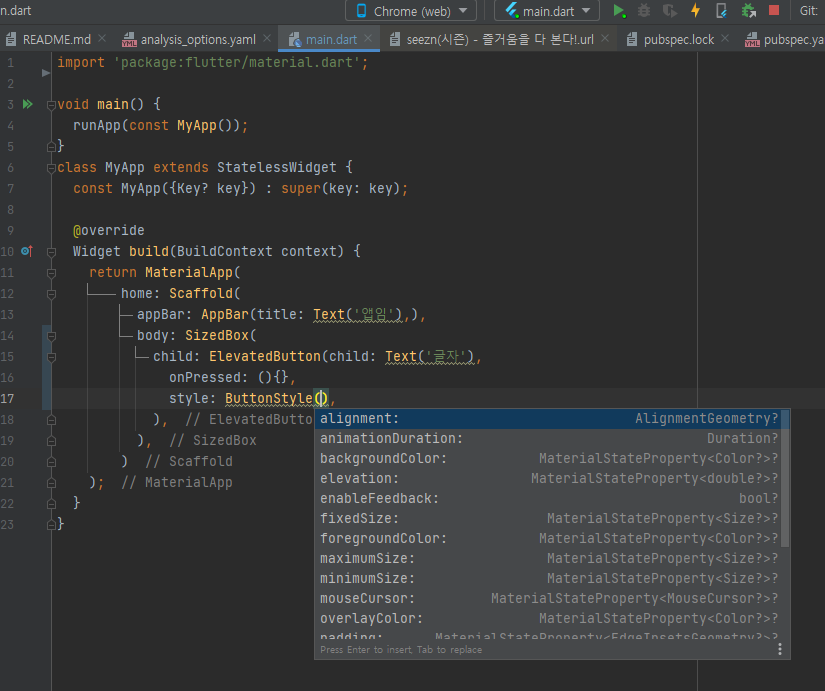 n.dart
Chrome (web)
main.dart
Git:
README.md
analysis_options.yaml
main.dart
seezn(시즌) - 즐거움을 다 본다!.url
pubspec.lock
pubspec.ya
1 import 'package:flutter/material.dart';
2
3 void main() {
4 runApp(const MyApp());
5 }
6 class MyApp extends StatelessWidget {
7 const MyApp({Key? key}) : super(key: key);
8
9 @override
10 Widget build(BuildContext context) {
11 return MaterialApp(
12 home: Scaffold(
13 appBar: AppBar(title: Text('앱임'),),
14 body: SizedBox(
15 child: ElevatedButton(child: Text('글자'),
16 onPressed: (){},
17 style: ButtonStyle(),
18 ), // ElevatedButto
19 ), // SizedBox
20 ) // Scaffold
21 ); // MaterialApp
22 }
23 }
alignment: AlignmentGeometry?
animationDuration: Duration?
backgroundColor: MaterialStateProperty<Color?>?
elevation: MaterialStateProperty<double?>?
enableFeedback: bool?
fixedSize: MaterialStateProperty<Size?>?
foregroundColor: MaterialStateProperty<Color?>?
maximumSize: MaterialStateProperty<Size?>?
minimumSize: MaterialStateProperty<Size?>?
mouseCursor: MaterialStateProperty<MouseCursor?>?
overlayColor: MaterialStateProperty<Color?>?
padding: MaterialStateProperty<EdgeInsetsGeometry?>?
Press Enter to insert, Tab to replace